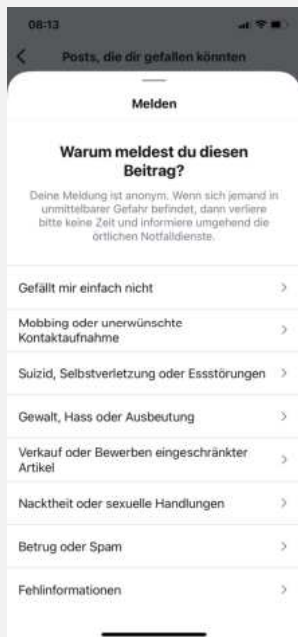 08:13
Posts, die dir gefallen könnten
Melden
Warum meldest du diesen
Beitrag?
Deine Meldung ist anonym. Wenn sich jemand in
unmittelbarer Gefahr befindet, dann verliere
bitte keine Zeit und informiere umgehend die
örtlichen Notfalldienste.
Gefällt mir einfach nicht
Mobbing oder unerwünschte
Kontaktaufnahme
Suizid, Selbstverletzung oder Essstörungen
Gewalt, Hass oder Ausbeutung
Verkauf oder Bewerben eingeschränkter
Artikel
Nacktheit oder sexuelle Handlungen
Betrug oder Spam
Fehlinformationen